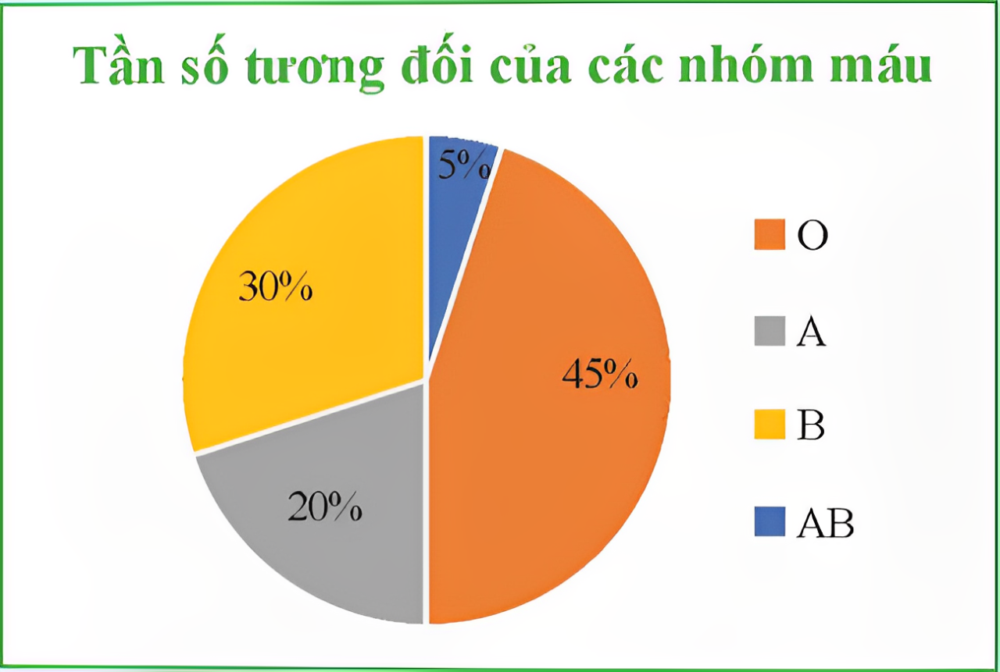 Tần số tương đối của các nhóm máu
5%
30%
45%
20%
O
A
B
AB